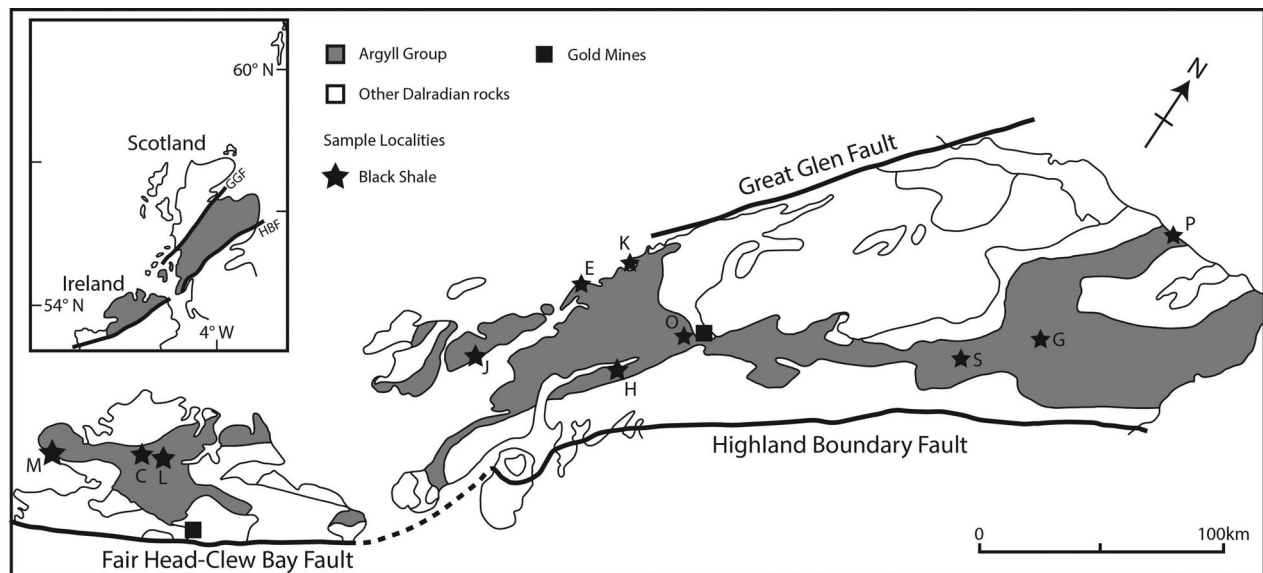 60° N
Scotland
GGF
HBF
Ireland
54° N
4° W
Argyll Group
Gold Mines
Other Dalradian rocks
Sample Localities
Black Shale
N
Great Glen Fault
P
K
E
O
G
S
J
H
Highland Boundary Fault
M
C
L
Fair Head-Clew Bay Fault
0
100km